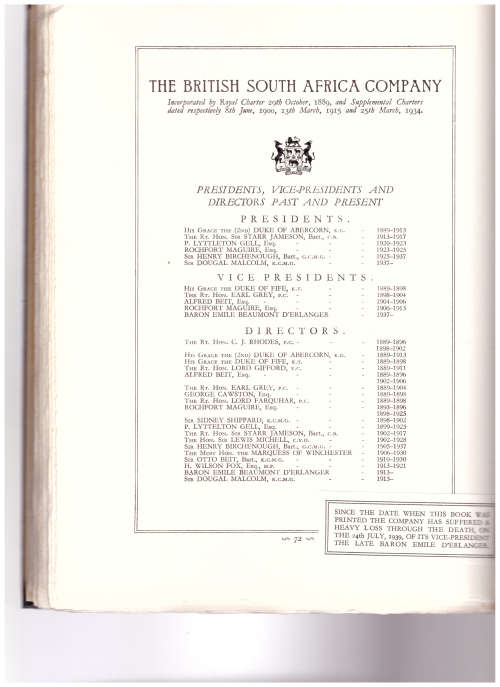 THE BRITISH SOUTH AFRICA COMPANY
Incorporated by Royal Charter 29th October, 1889, and Supplemental Charters
dated respectively 8th June, 1900, 13th March, 1915 and 25th March, 1934.
PRESIDENTS, VICE-PRESIDENTS AND
DIRECTORS PAST AND PRESENT
PRESIDENTS.
HIS GRACE THE (2ND) DUKE OF ABERCORN, K.G. - - 1889-1913
THE RT. HON. SIR STARR JAMESON, Bart., C.B. - 1913-1917
P. LYTTLETON GELL, Esq. - - - 1920-1923
ROCHFORT MAGUIRE, Esq. - - - 1923-1925
SIR HENRY BIRCHENOUGH, Bart., G.C.M.G. - - 1925-1937
SIR DOUGAL MALCOLM, K.C.M.G. - - - 1937-
VICE PRESIDENTS.
HIS GRACE THE DUKE OF FIFE, K.T. - - - 1889-1898
THE RT. HON. EARL GREY, P.C. - - - 1898-1904
ALFRED BEIT, Esq. - - - 1904-1906
ROCHFORT MAGUIRE, Esq. - - - 1906-1913
BARON EMILE BEAUMONT D'ERLANGER - 1937-
DIRECTORS.
THE RT. HON. C. J. RHODES, P.C. - - - 1889-1896
1898-1902
HIS GRACE THE (2ND) DUKE OF ABERCORN, K.G. - 1889-1913
HIS GRACE THE DUKE OF FIFE, K.T. - - 1889-1898
THE RT. HON. LORD GIFFORD, V.C. - - 1889-1911
ALFRED BEIT, Esq. - - - 1889-1896
1902-1906
THE RT. HON. EARL GREY, P.C. - - - 1889-1904
GEORGE CAWSTON, Esq. - - - 1889-1898
THE RT. HON. LORD FARQUHAR, P.C. - - 1889-1898
ROCHFORT MAGUIRE, Esq. - - - 1893-1896
1898-1925
SIR SIDNEY SHIPPARD, K.C.M.G. - - - 1898-1902
P. LYTTELTON GELL, Esq. - - - 1899-1925
THE RT. HON. SIR STARR JAMESON, Bart., C.B. - 1902-1917
THE HON. SIR LEWIS MICHELL, C.V.O. - - 1902-1928
SIR HENRY BIRCHENOUGH, Bart., G.C.M.G. - - 1905-1937
THE MOST HON. THE MARQUESS OF WINCHESTER - 1906-1930
SIR OTTO BEIT, Bart., K.C.M.G. - - - 1910-1930
H. WILSON FOX, Esq., M.P. - - - 1913-1921
BARON EMILE BEAUMONT D'ERLANGER - - 1913-
SIR DOUGAL MALCOLM, K.C.M.G. - - - 1913-
72
SINCE THE DATE WHEN THIS BOOK WAS
PRINTED THE COMPANY HAS SUFFERED A
HEAVY LOSS THROUGH THE DEATH, ON
THE 24th JULY, 1939, OF ITS VICE-PRESIDENT
THE LATE BARON EMILE D'ERLANGER.